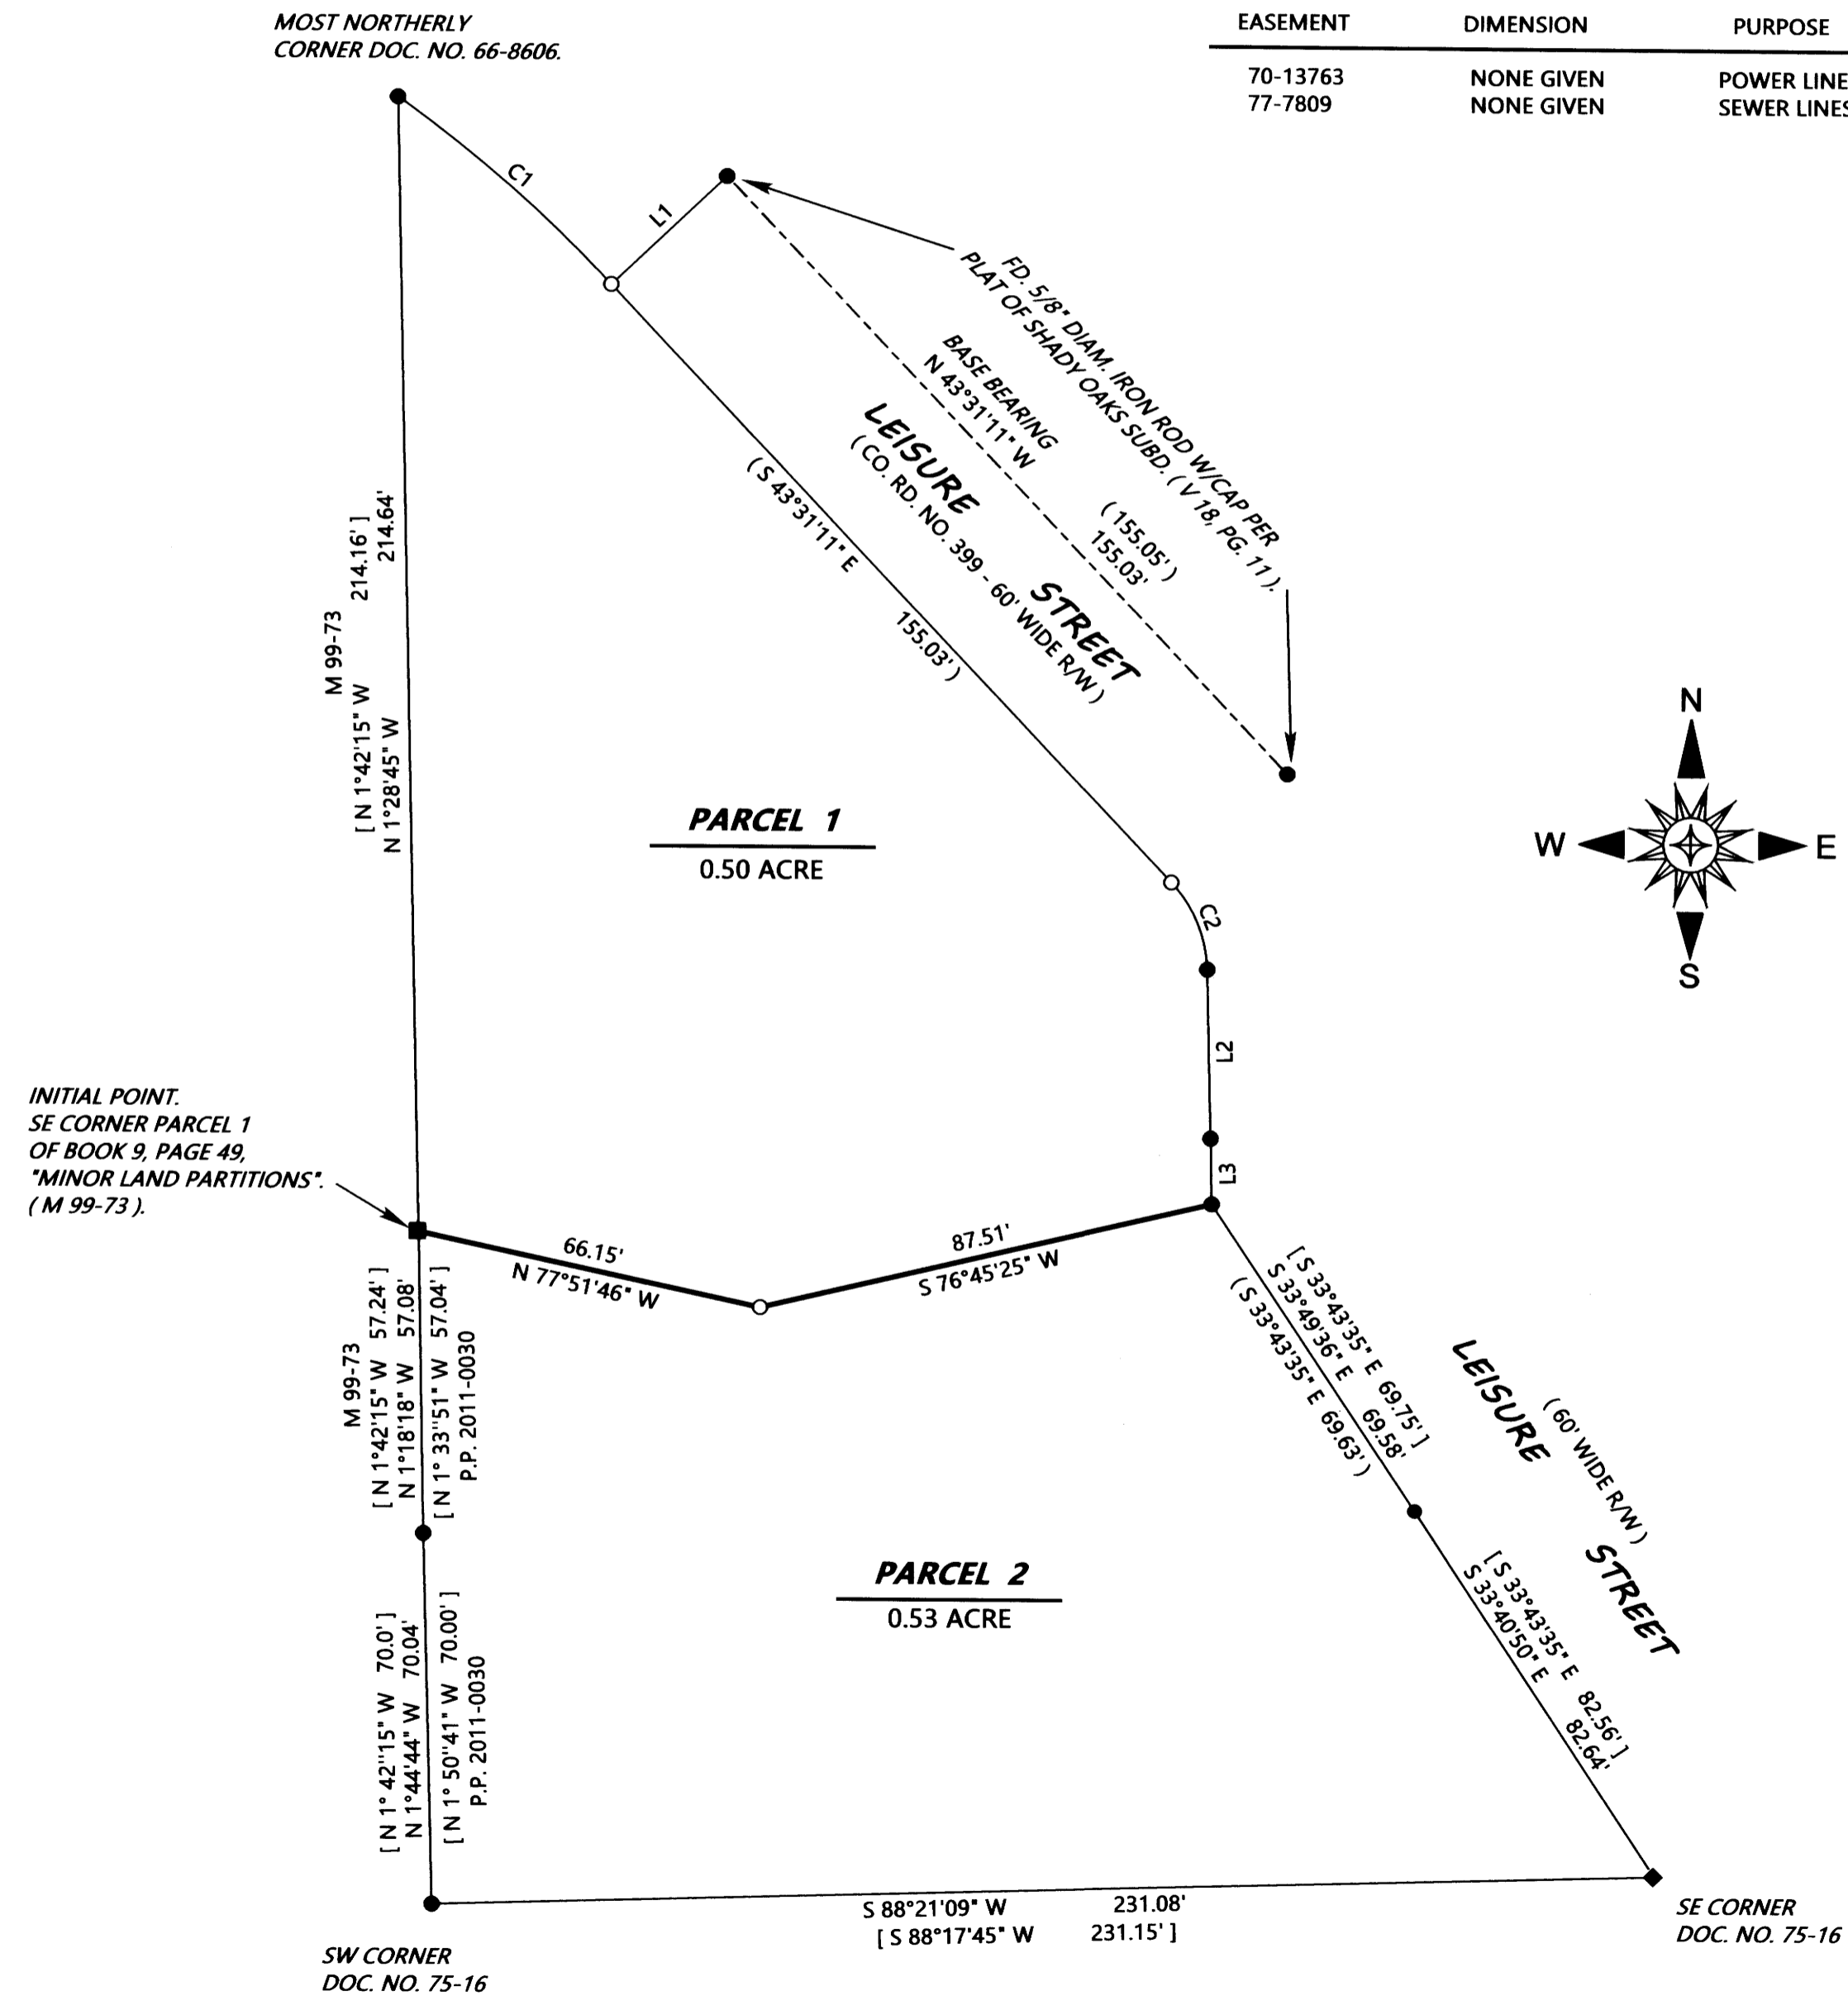 MOST NORTHERLY
CORNER DOC. NO. 66-8606.
EASEMENT DIMENSION PURPOSE
70-13763 NONE GIVEN POWER LINE
77-7809 NONE GIVEN SEWER LINES
C1
L1
FD. 5/8" DIAM. IRON ROD W/CAP PER
PLAT OF SHADY OAKS SUBD. ( V 18, PG. 11 ).
BASE BEARING
N 43°31'11" W
( 155.05' )
155.03'
LEISURE STREET
( CO. RD. NO. 399 - 60' WIDE R/W )
( S 43°31'11" E 155.03' )
M 99-73
[ N 1°42'15" W 214.16' ]
N 1°28'45" W 214.64'
PARCEL 1
0.50 ACRE
N
W E
S
C2
L2
L3
INITIAL POINT.
SE CORNER PARCEL 1
OF BOOK 9, PAGE 49,
"MINOR LAND PARTITIONS".
( M 99-73 ).
66.15'
N 77°51'46" W
87.51'
S 76°45'25" W
M 99-73
[ N 1°42'15" W 57.24' ]
N 1°18'18" W 57.08'
[ N 1° 33"51" W 57.04' ]
P.P. 2011-0030
[ S 33°43'35" E 69.75' ]
S 33°49'36" E 69.58'
( S 33°43'35" E 69.63' )
LEISURE STREET
( 60' WIDE R/W )
PARCEL 2
0.53 ACRE
[ N 1° 42"15" W 70.0' ]
N 1°44'44" W 70.04'
[ N 1° 50"41" W 70.00' ]
P.P. 2011-0030
[ S 33°43'35" E 82.56' ]
S 33°40'50" E 82.64'
S 88°21'09" W 231.08'
[ S 88°17'45" W 231.15' ]
SW CORNER
DOC. NO. 75-16
SE CORNER
DOC. NO. 75-16